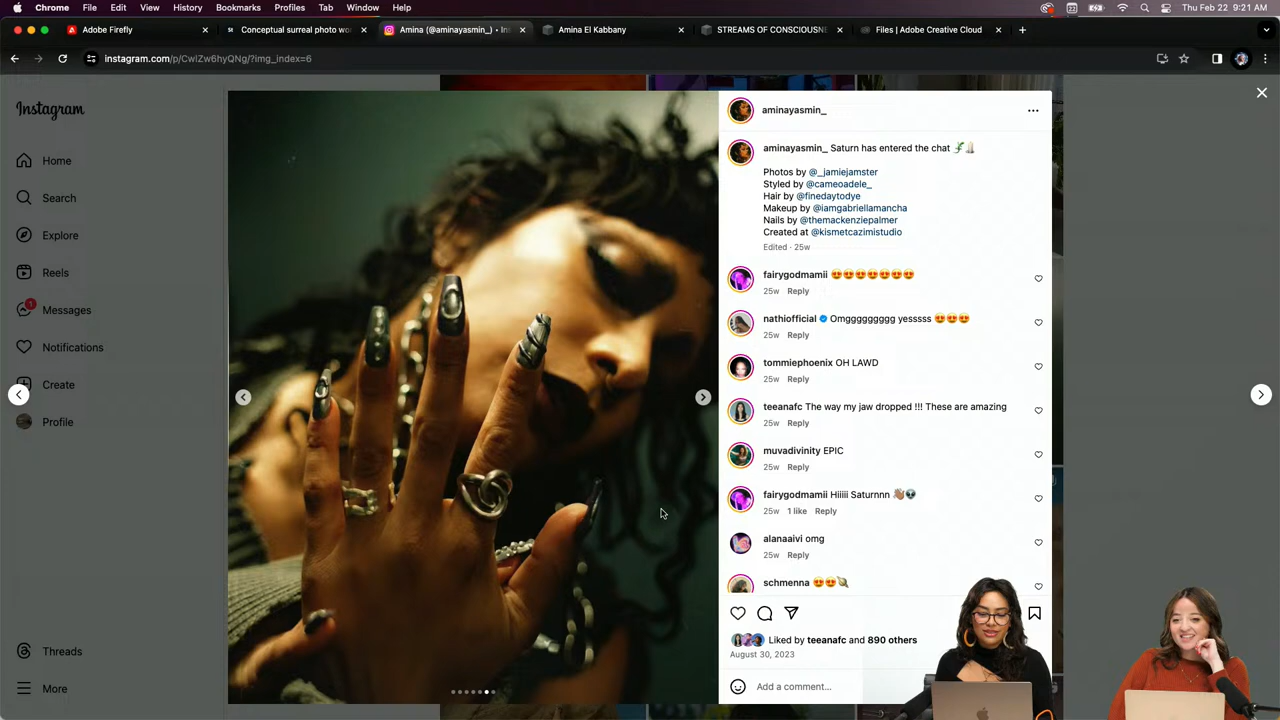 Chrome File Edit View History Bookmarks Profiles Tab Window Help
Thu Feb 22 9:21 AM
Adobe Firefly
Conceptual surreal photo wo
Amina (@aminayasmin_) • Ins
Amina El Kabbany
STREAMS OF CONSCIOUSNE
Files | Adobe Creative Cloud
instagram.com/p/CwlZw6hyQNg/?img_index=6
Instagram
Home
Search
Explore
Reels
1
Messages
Notifications
Create
Profile
Threads
More
aminayasmin_
aminayasmin_ Saturn has entered the chat
Photos by @_jamiejamster
Styled by @cameoadele_
Hair by @finedaytodye
Makeup by @iamgabriellamancha
Nails by @themackenziepalmer
Created at @kismetcazimistudio
Edited · 25w
fairygodmamii 😍😍😍😍😍😍😍
25w Reply
nathiofficial Omggggggggg yesssss 😍😍😍
25w Reply
tommiephoenix OH LAWD
25w Reply
teeanafc The way my jaw dropped !!! These are amazing
25w Reply
muvadivinity EPIC
25w Reply
fairygodmamii Hiiiii Saturnnn 👋🏽👽
25w 1 like Reply
alanaaivi omg
25w Reply
schmenna 😍😍🪐
Liked by teeanafc and 890 others
August 30, 2023
Add a comment...